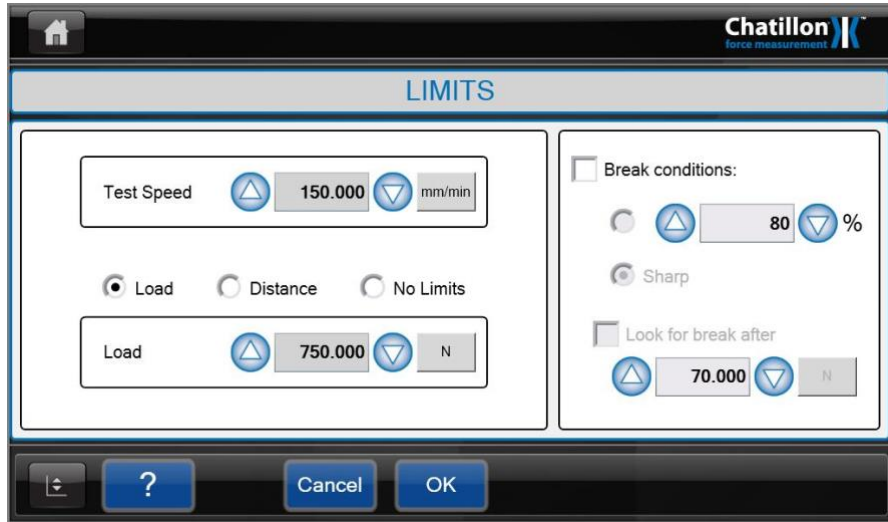 Chatillon
force measurement
LIMITS
Test Speed 150.000 mm/min
Load Distance No Limits
Load 750.000 N
Break conditions:
80 %
Sharp
Look for break after
70.000 N
? Cancel OK